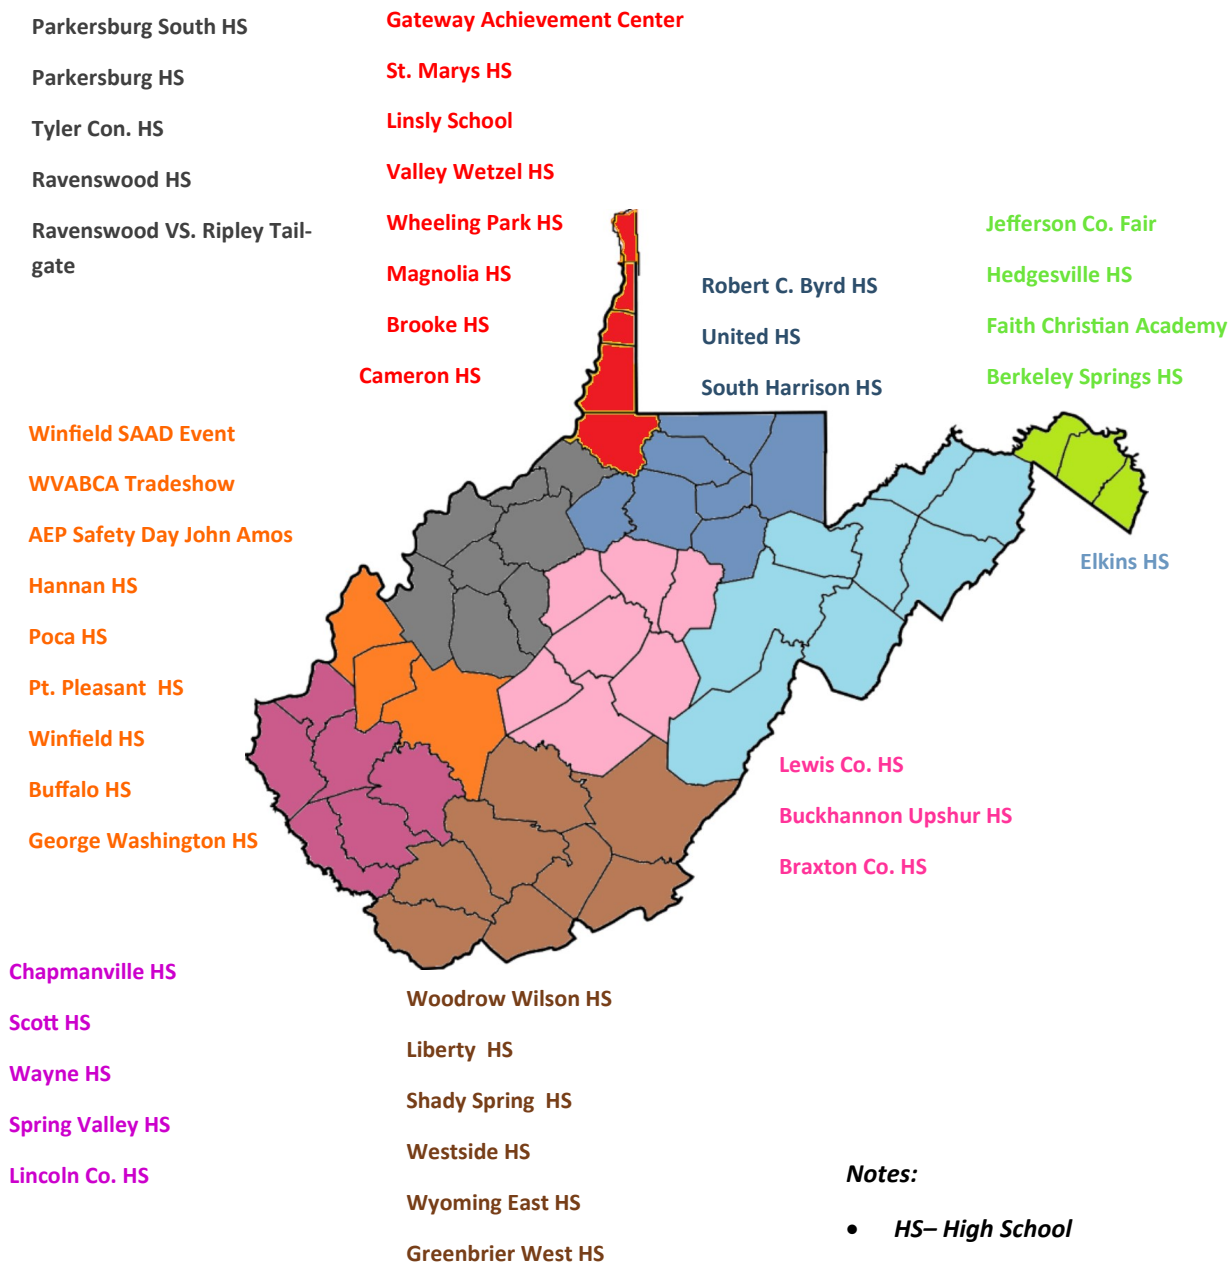 Parkersburg South HS
Parkersburg HS
Tyler Con. HS
Ravenswood HS
Ravenswood VS. Ripley Tail-
gate
Gateway Achievement Center
St. Marys HS
Linsly School
Valley Wetzel HS
Wheeling Park HS
Magnolia HS
Brooke HS
Cameron HS
Robert C. Byrd HS
United HS
South Harrison HS
Jefferson Co. Fair
Hedgesville HS
Faith Christian Academy
Berkeley Springs HS
Winfield SAAD Event
WVABCA Tradeshow
AEP Safety Day John Amos
Hannan HS
Poca HS
Pt. Pleasant  HS
Winfield HS
Buffalo HS
George Washington HS
Elkins HS
Lewis Co. HS
Buckhannon Upshur HS
Braxton Co. HS
Chapmanville HS
Scott HS
Wayne HS
Spring Valley HS
Lincoln Co. HS
Woodrow Wilson HS
Liberty  HS
Shady Spring  HS
Westside HS
Wyoming East HS
Greenbrier West HS
Notes:
• HS– High School